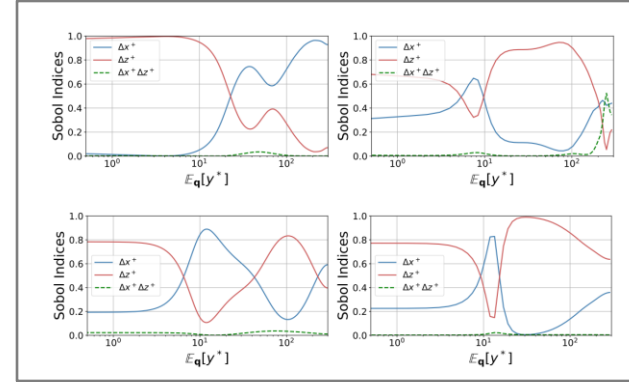 Sobol Indices
1.0
0.8
0.6
0.4
0.2
0.0
Δx⁺
Δz⁺
Δx⁺Δz⁺
10⁰ 10¹ 10²
𝔼q[y*]
Sobol Indices
1.0
0.8
0.6
0.4
0.2
0.0
Δx⁺
Δz⁺
Δx⁺Δz⁺
10⁰ 10¹ 10²
𝔼q[y*]
Sobol Indices
1.0
0.8
0.6
0.4
0.2
0.0
Δx⁺
Δz⁺
Δx⁺Δz⁺
10⁰ 10¹ 10²
𝔼q[y*]
Sobol Indices
1.0
0.8
0.6
0.4
0.2
0.0
Δx⁺
Δz⁺
Δx⁺Δz⁺
10⁰ 10¹ 10²
𝔼q[y*]